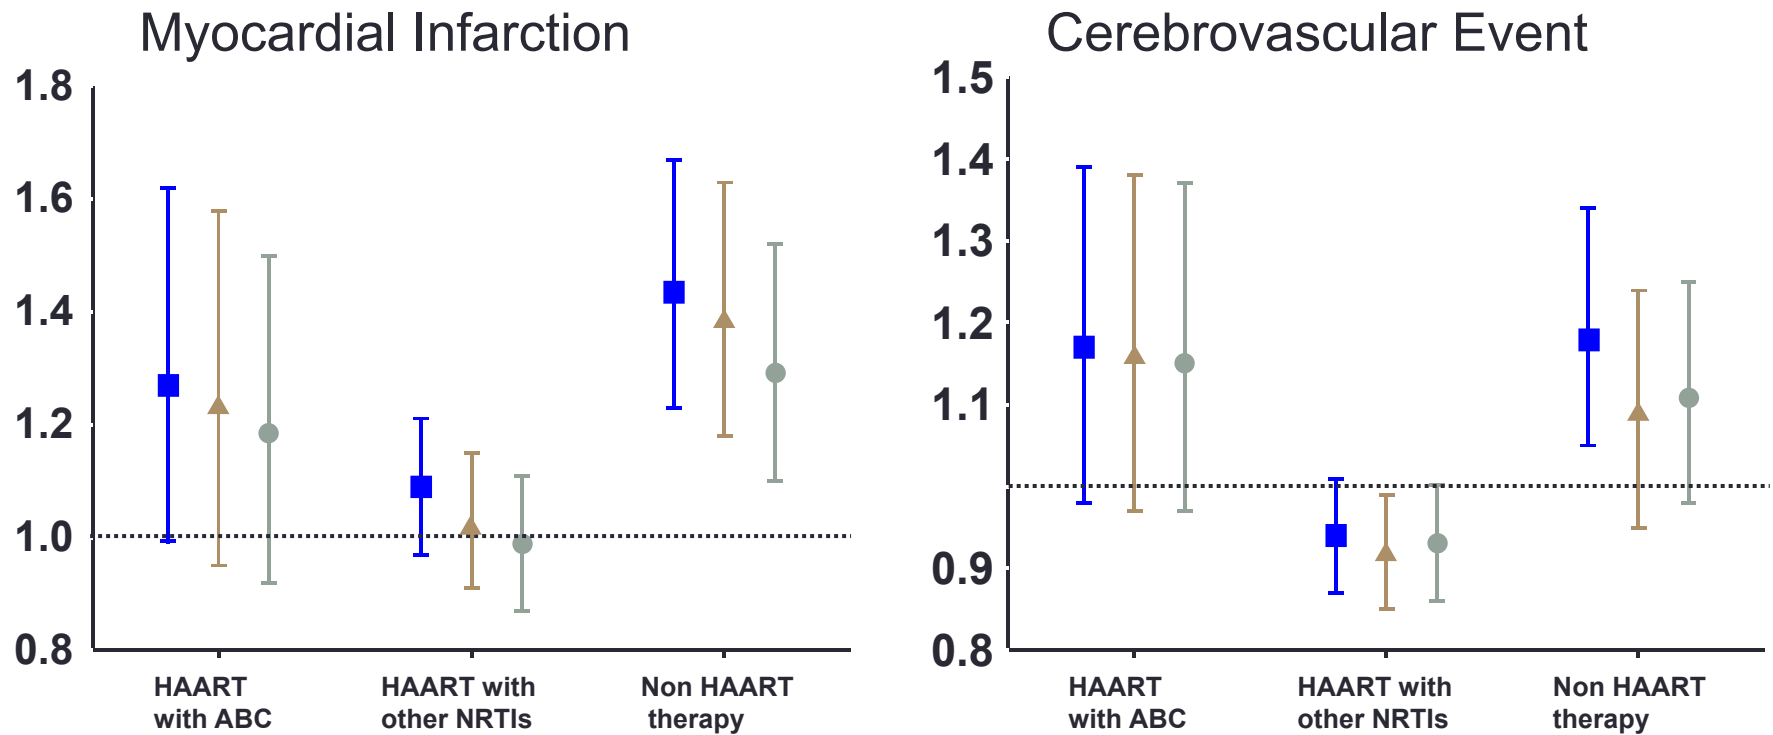 Myocardial Infarction
1.8
1.6
1.4
1.2
1.0
0.8
HAART
with ABC
HAART with
other NRTIs
Non HAART
therapy
Cerebrovascular Event
1.5
1.4
1.3
1.2
1.1
0.9
0.8
HAART
with ABC
HAART with
other NRTIs
Non HAART
therapy